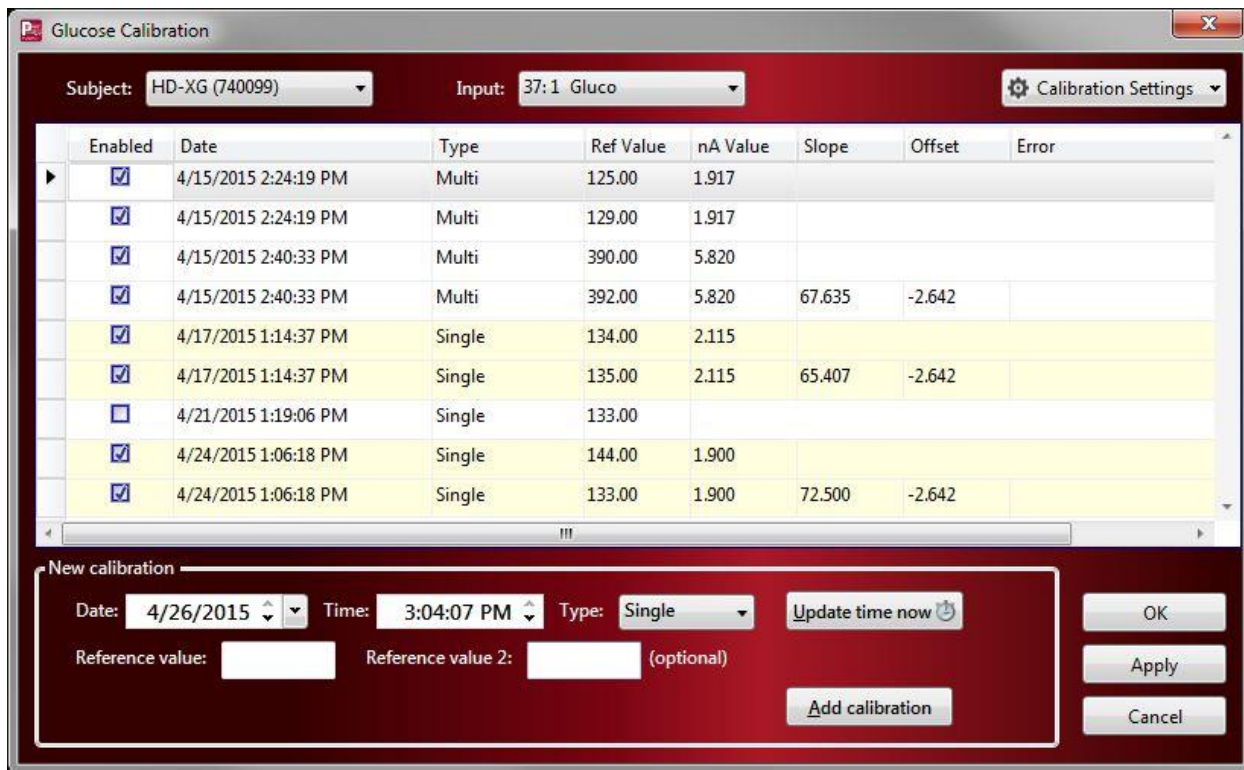 Glucose Calibration
Subject: HD-XG (740099) Input: 37:1 Gluco Calibration Settings
Enabled Date Type Ref Value nA Value Slope Offset Error
4/15/2015 2:24:19 PM Multi 125.00 1.917
4/15/2015 2:24:19 PM Multi 129.00 1.917
4/15/2015 2:40:33 PM Multi 390.00 5.820
4/15/2015 2:40:33 PM Multi 392.00 5.820 67.635 -2.642
4/17/2015 1:14:37 PM Single 134.00 2.115
4/17/2015 1:14:37 PM Single 135.00 2.115 65.407 -2.642
4/21/2015 1:19:06 PM Single 133.00
4/24/2015 1:06:18 PM Single 144.00 1.900
4/24/2015 1:06:18 PM Single 133.00 1.900 72.500 -2.642
New calibration
Date: 4/26/2015 Time: 3:04:07 PM Type: Single Update time now OK
Reference value: Reference value 2: (optional) Apply
Add calibration Cancel